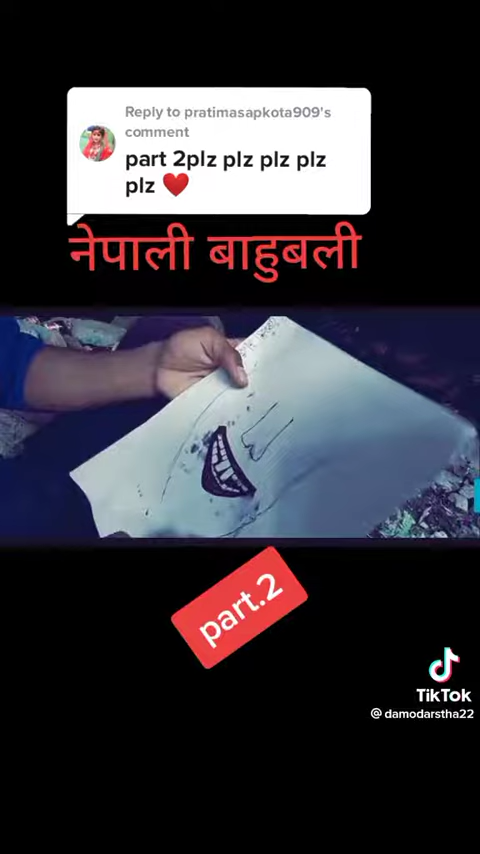 Reply to pratimasapkota909's
comment
part 2plz plz plz plz
plz ❤️
नेपाली बाहुबली
part.2
TikTok
@damodarstha22